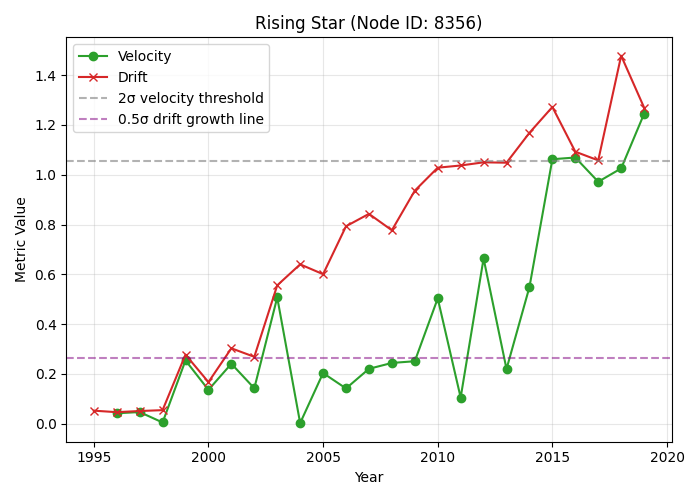 Rising Star (Node ID: 8356)
Velocity
Drift
2σ velocity threshold
0.5σ drift growth line
Metric Value
1.4
1.2
1.0
0.8
0.6
0.4
0.2
0.0
1995 2000 2005 2010 2015 2020
Year